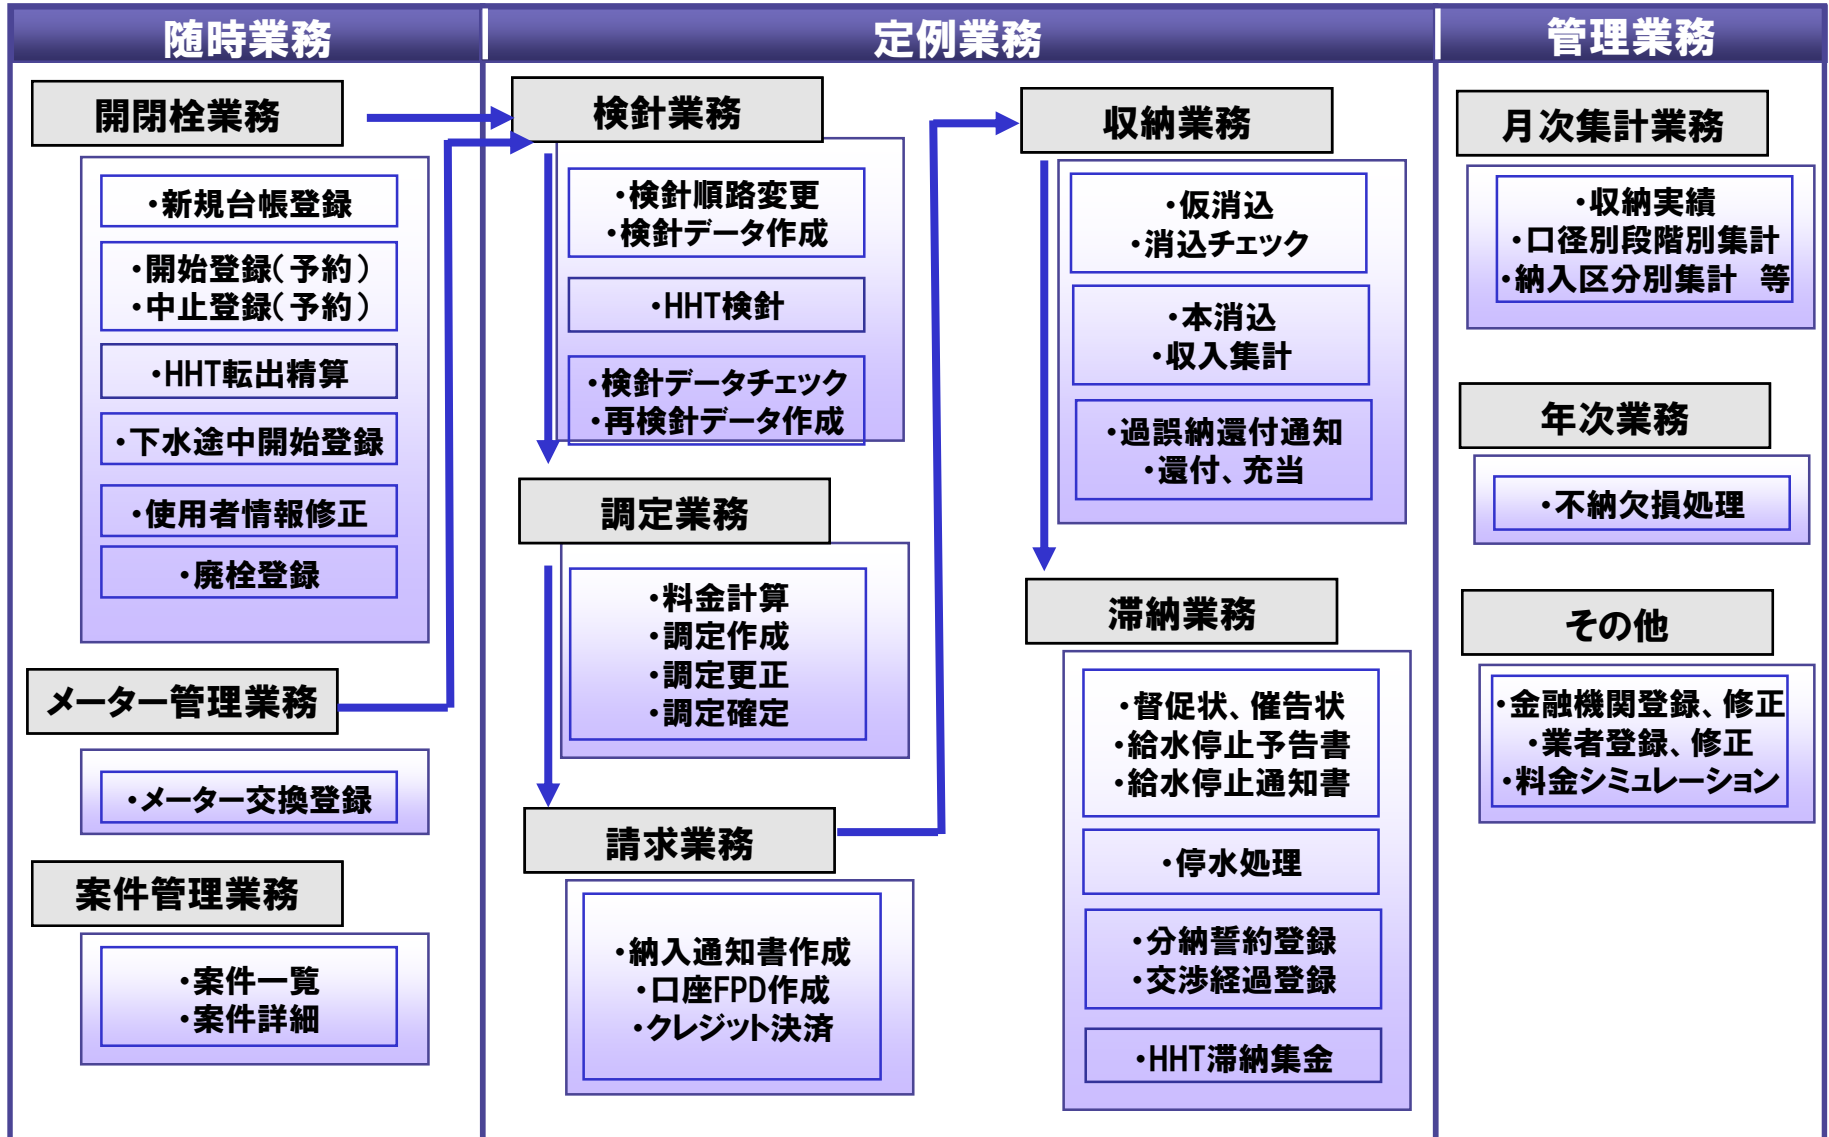 随時業務
開閉栓業務
・新規台帳登録
・開始登録(予約)
・中止登録(予約)
・HHT転出精算
・下水途中開始登録
・使用者情報修正
・廃栓登録
メーター管理業務
・メーター交換登録
案件管理業務
・案件一覧
・案件詳細
定例業務
検針業務
・検針順路変更
・検針データ作成
・HHT検針
・検針データチェック
・再検針データ作成
調定業務
・料金計算
・調定作成
・調定更正
・調定確定
請求業務
・納入通知書作成
・口座FPD作成
・クレジット決済
収納業務
・仮消込
・消込チェック
・本消込
・収入集計
・過誤納還付通知
・還付、充当
滞納業務
・督促状、催告状
・給水停止予告書
・給水停止通知書
・停水処理
・分納誓約登録
・交渉経過登録
・HHT滞納集金
管理業務
月次集計業務
・収納実績
・口径別段階別集計
・納入区分別集計　等
年次業務
・不納欠損処理
その他
・金融機関登録、修正
・業者登録、修正
・料金シミュレーション